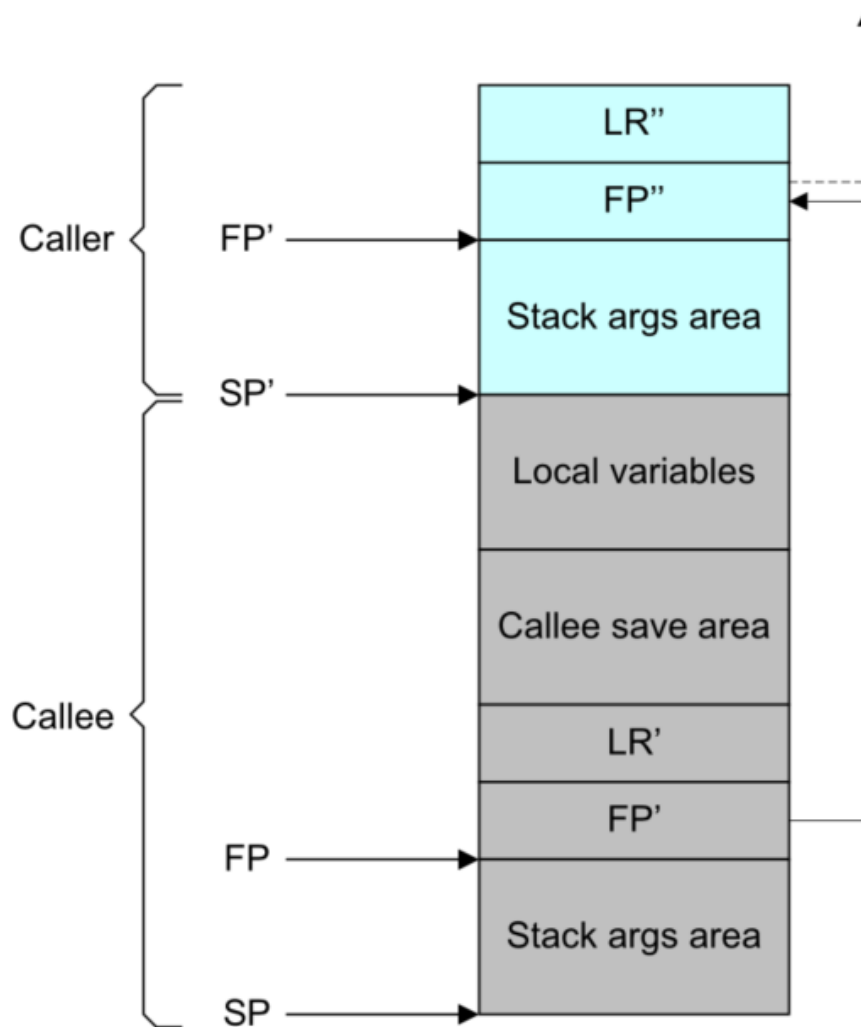 LR’’
FP’’
Caller
FP’
Stack args area
SP’
Local variables
Callee save area
Callee
LR’
FP’
FP
Stack args area
SP